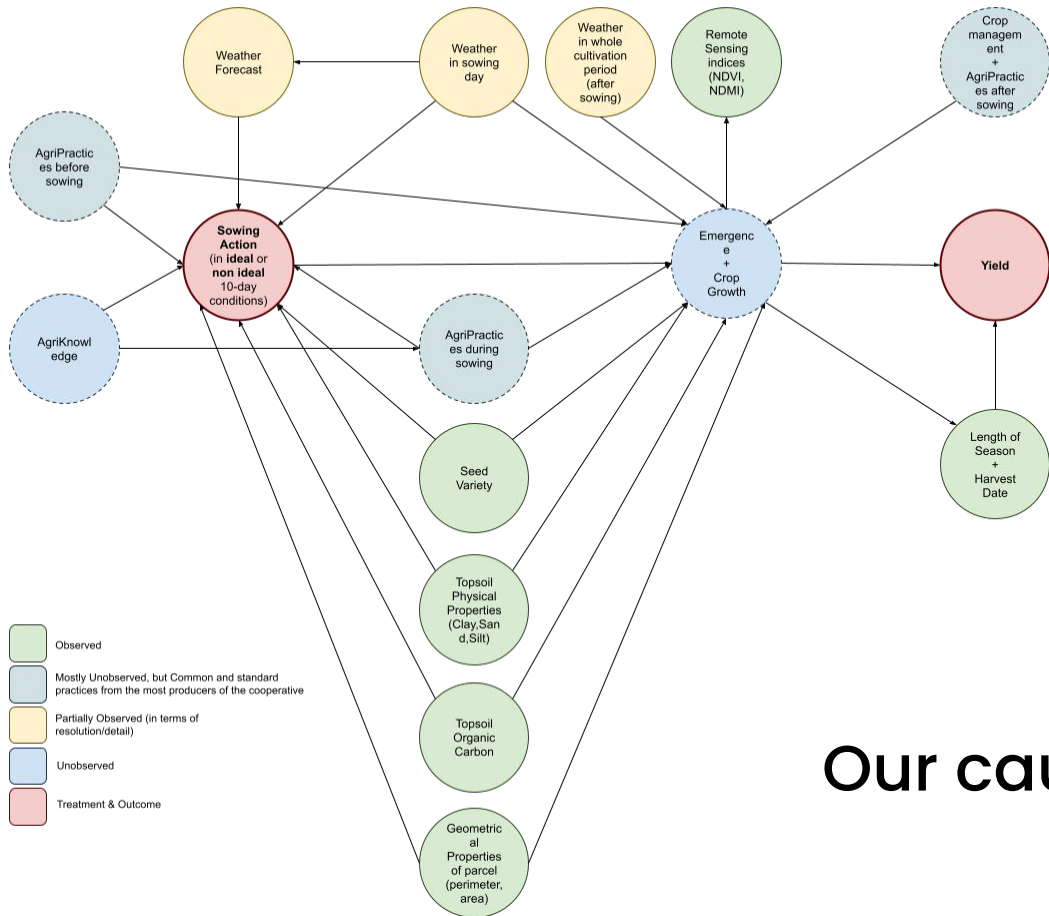 Weather
Forecast
Weather
in sowing
day
Weather
in whole
cultivation
period
(after
sowing)
Remote
Sensing
indices
(NDVI,
NDMI)
Crop
managem
ent
+
AgriPractic
es after
sowing
AgriPractic
es before
sowing
Sowing
Action
(in ideal or
non ideal
10-day
conditions)
Emergenc
e
+
Crop
Growth
Yield
AgriKnowl
edge
AgriPractic
es during
sowing
Seed
Variety
Length of
Season
+
Harvest
Date
Topsoil
Physical
Properties
(Clay,San
d,Silt)
Topsoil
Organic
Carbon
Geometric
al
Properties
of parcel
(perimeter,
area)
Observed
Mostly Unobserved, but Common and standard
practices from the most producers of the cooperative
Partially Observed (in terms of
resolution/detail)
Unobserved
Treatment & Outcome
Our cau